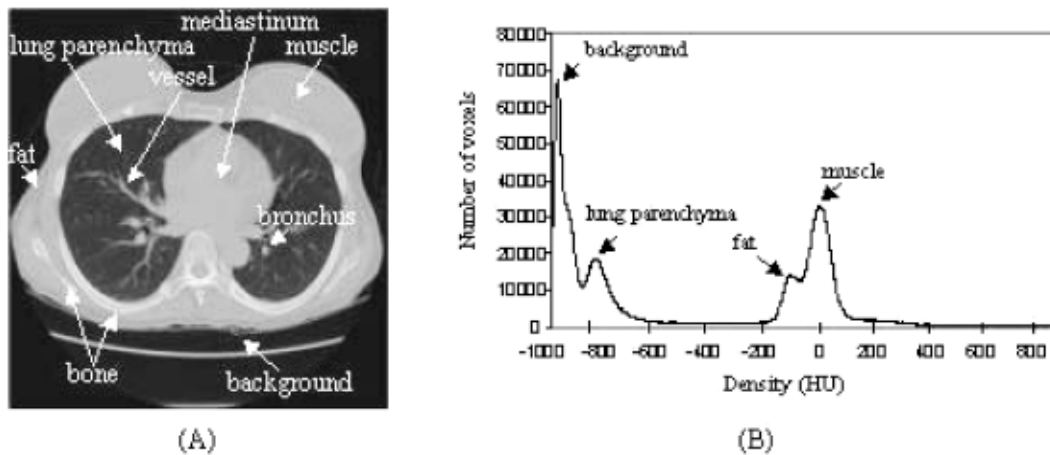 mediastinum
lung parenchyma
muscle
vessel
fat
bronchus
bone
background
(A)
80000
70000
60000
50000
40000
30000
20000
10000
0
Number of voxels
background
muscle
lung parenchyma
fat
-1000 -800 -600 -400 -200 0 200 400 600 800
Density (HU)
(B)